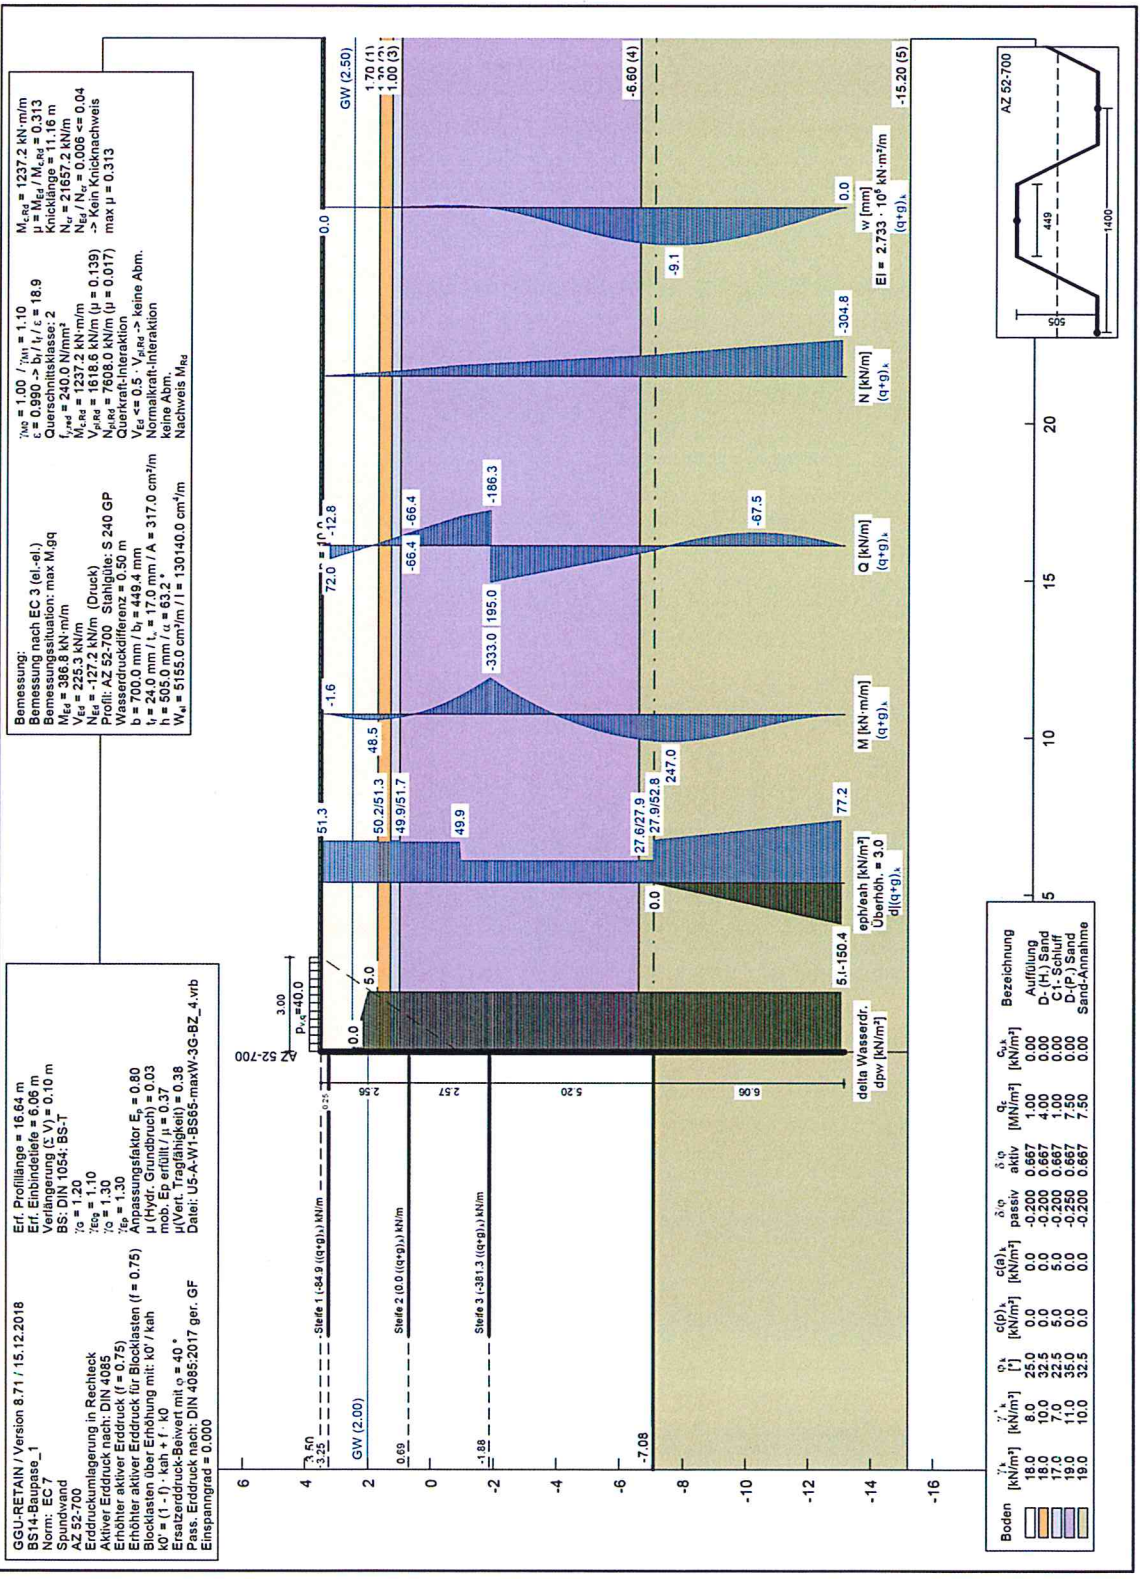 GGU-RETAIN / Version 8.71 / 15.12.2018
BS14-Baupase_1
Norm: EC 7
Spundwand
AZ 52-700
Erddruckumlagerung in Rechteck
Aktiver Erddruck nach: DIN 4085
Erhöhter aktiver Erddruck (f = 0.75)
Erhöhter aktiver Erddruck für Blocklasten (f = 0.75)
Blocklasten über Erhöhung mit: k0' / kah
k0' = (1 - f) · kah + f · k0
Ersatzerddruck-Beiwert mit φ = 40 °
Pass. Erddruck nach: DIN 4085:2017 ger. GF
Einspanngrad = 0.000
Erf. Profillänge = 16.64 m
Erf. Einbindetiefe = 6.06 m
Verlängerung (Σ V) = 0.10 m
BS: DIN 1054: BS-T
γG = 1.20
γE0g = 1.10
γQ = 1.30
γEp = 1.30
Anpassungsfaktor Ep = 0.80
μ (Hydr. Grundbruch) = 0.03
mob. Ep erfüllt / μ = 0.37
μ(Vert. Tragfähigkeit) = 0.38
Datei: U5-A-W1-BS65-maxW-3G-BZ_4.vrb
Bemessung:
Bemessung nach EC 3 (el.-el.)
Bemessungssituation: max M,gq
MEd = 386.8 kN·m/m
VEd = 225.3 kN/m
NEd = -127.2 kN/m (Druck)
Profil: AZ 52-700 Stahlgüte: S 240 GP
Wasserdruckdifferenz = 0.50 m
b = 700.0 mm / bf = 449.4 mm
tf = 24.0 mm / tw = 17.0 mm / A = 317.0 cm²/m
h = 505.0 mm / α = 63.2 °
Wel = 5155.0 cm³/m / I = 130140.0 cm⁴/m
γM0 = 1.00 / γM1 = 1.10
ε = 0.990 -> bf / tf / ε = 18.9
Querschnittsklasse: 2
fy,red = 240.0 N/mm²
Mc,Rd = 1237.2 kN·m/m
Vpl,Rd = 1618.6 kN/m (μ = 0.139)
Npl,Rd = 7608.0 kN/m (μ = 0.017)
Querkraft-Interaktion
VEd <= 0.5 · Vpl,Rd -> keine Abm.
Normalkraft-Interaktion
keine Abm.
Nachweis MRd
Mc,Rd = 1237.2 kN·m/m
μ = MEd / Mc,Rd = 0.313
Knicklänge = 11.16 m
Ncr = 21657.2 kN/m
NEd / Ncr = 0.006 <= 0.04
-> Kein Knicknachweis
max μ = 0.313
AZ 52-700
3.00
pv,q=40.0
GW (2.50)
1.70 (1)
1.00 (3)
-6.60 (4)
-15.20 (5)
3.50
-3.25
0.25
Steife 1 (-84.9 ((q+g)k) kN/m
GW (2.00)
0.69
Steife 2 (0.0 ((q+g)k) kN/m
-1.88
Steife 3 (-381.3 ((q+g)k) kN/m
-7.08
2.56
2.57
5.20
6.06
6
4
2
0
-2
-4
-6
-8
-10
-12
-14
-16
0.0
5.0
delta Wasserdr.
dpw [kN/m²]
51.3
50.2/51.3
49.9/51.7
49.9
27.6/27.9
27.9/52.8
0.0
77.2
-150.4
eph/eah [kN/m²]
Überhöh. = 3.0
d|(q+g)k
-1.6
48.5
-333.0
247.0
M [kN·m/m]
(q+g)k
72.0
-12.8
-66.4
-66.4
-186.3
195.0
-67.5
Q [kN/m]
(q+g)k
-304.8
N [kN/m]
(q+g)k
0.0
-9.1
0.0
w [mm]
(q+g)k
EI = 2.733 · 10⁵ kN·m²/m
5
10
15
20
AZ 52-700
449
505
1400
Boden γk [kN/m³] γ'k [kN/m³] φk [°] c(p)k [kN/m²] c(a)k [kN/m²] δ/φ passiv δ/φ aktiv qc [MN/m²] cu,k [kN/m²] Bezeichnung
18.0 8.0 25.0 0.0 0.0 -0.200 0.667 1.00 0.00 Auffülung
18.0 10.0 32.5 0.0 0.0 -0.200 0.667 4.00 0.00 D- (H.) Sand
17.0 7.0 22.5 5.0 5.0 -0.200 0.667 1.00 0.00 C1- Schluff
19.0 11.0 35.0 0.0 0.0 -0.250 0.667 7.50 0.00 D-(P.) Sand
19.0 10.0 32.5 0.0 0.0 -0.200 0.667 7.50 0.00 Sand-Annahme